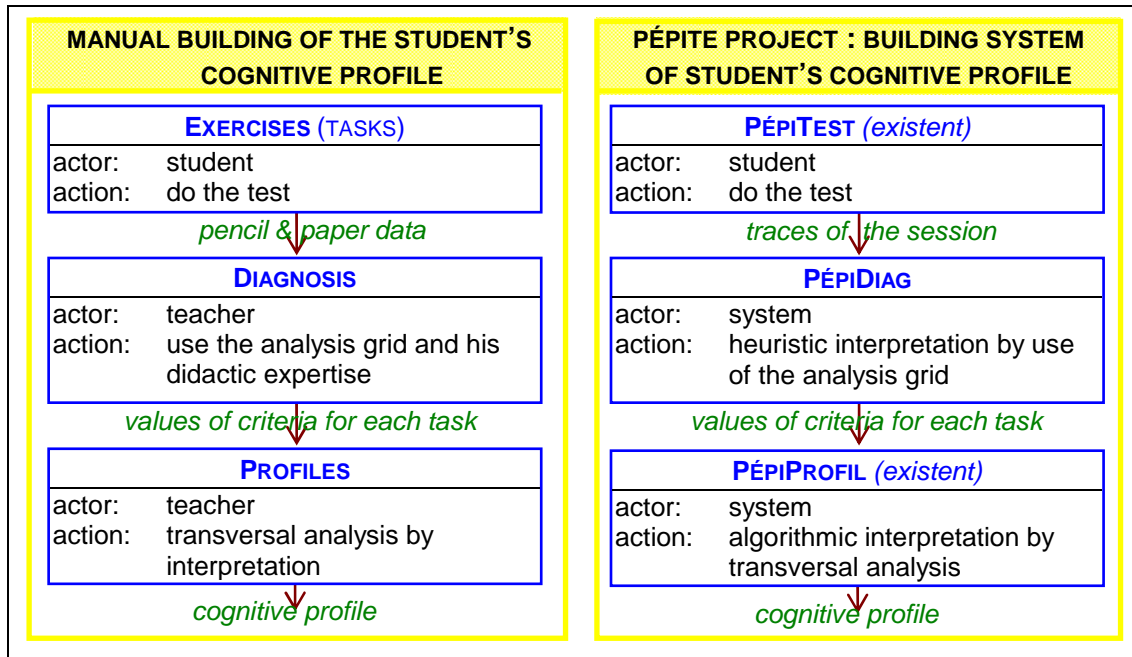 MANUAL BUILDING OF THE STUDENT'S
COGNITIVE PROFILE
EXERCISES (TASKS)
actor: student
action: do the test
pencil & paper data
DIAGNOSIS
actor: teacher
action: use the analysis grid and his
didactic expertise
values of criteria for each task
PROFILES
actor: teacher
action: transversal analysis by
interpretation
cognitive profile
PÉPITE PROJECT : BUILDING SYSTEM
OF STUDENT'S COGNITIVE PROFILE
PÉPITEST (existent)
actor: student
action: do the test
traces of the session
PÉPIDIAG
actor: system
action: heuristic interpretation by use
of the analysis grid
values of criteria for each task
PÉPIPROFIL (existent)
actor: system
action: algorithmic interpretation by
transversal analysis
cognitive profile